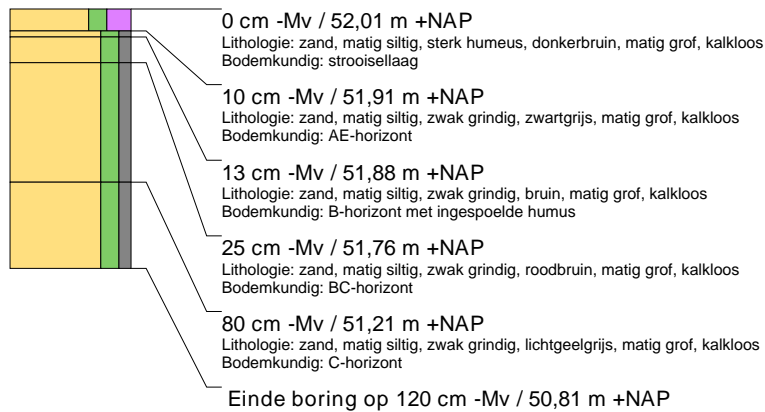 0 cm -Mv / 52,01 m +NAP
Lithologie: zand, matig siltig, sterk humeus, donkerbruin, matig grof, kalkloos
Bodemkundig: strooisellaag
10 cm -Mv / 51,91 m +NAP
Lithologie: zand, matig siltig, zwak grindig, zwartgrijs, matig grof, kalkloos
Bodemkundig: AE-horizont
13 cm -Mv / 51,88 m +NAP
Lithologie: zand, matig siltig, zwak grindig, bruin, matig grof, kalkloos
Bodemkundig: B-horizont met ingespoelde humus
25 cm -Mv / 51,76 m +NAP
Lithologie: zand, matig siltig, zwak grindig, roodbruin, matig grof, kalkloos
Bodemkundig: BC-horizont
80 cm -Mv / 51,21 m +NAP
Lithologie: zand, matig siltig, zwak grindig, lichtgeelgrijs, matig grof, kalkloos
Bodemkundig: C-horizont
Einde boring op 120 cm -Mv / 50,81 m +NAP